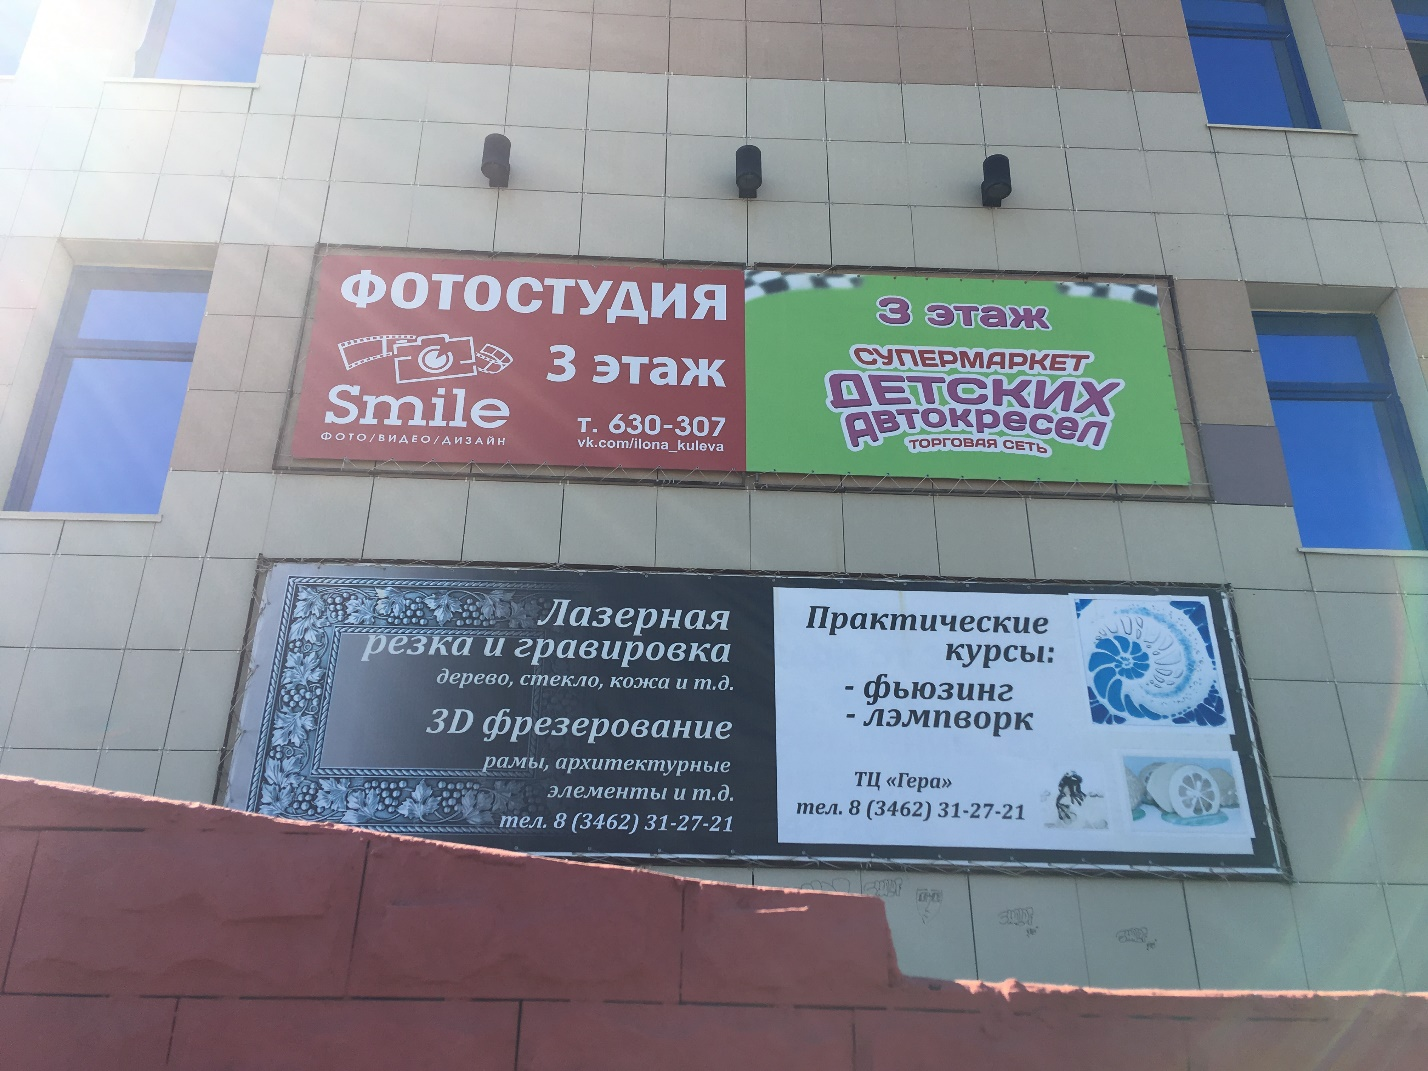 ФОТОСТУДИЯ
3 этаж
Smile
ФОТО/ВИДЕО/ДИЗАЙН
т. 630-307
vk.com/ilona_kuleva
3 этаж
СУПЕРМАРКЕТ
ДЕТСКИХ
АВТОКРЕСЕЛ
ТОРГОВАЯ СЕТЬ
Лазерная
резка и гравировка
дерево, стекло, кожа и т.д.
3D фрезерование
рамы, архитектурные
элементы и т.д.
тел. 8 (3462) 31-27-21
Практические
курсы:
- фьюзинг
- лэмпворк
ТЦ «Гера»
тел. 8 (3462) 31-27-21